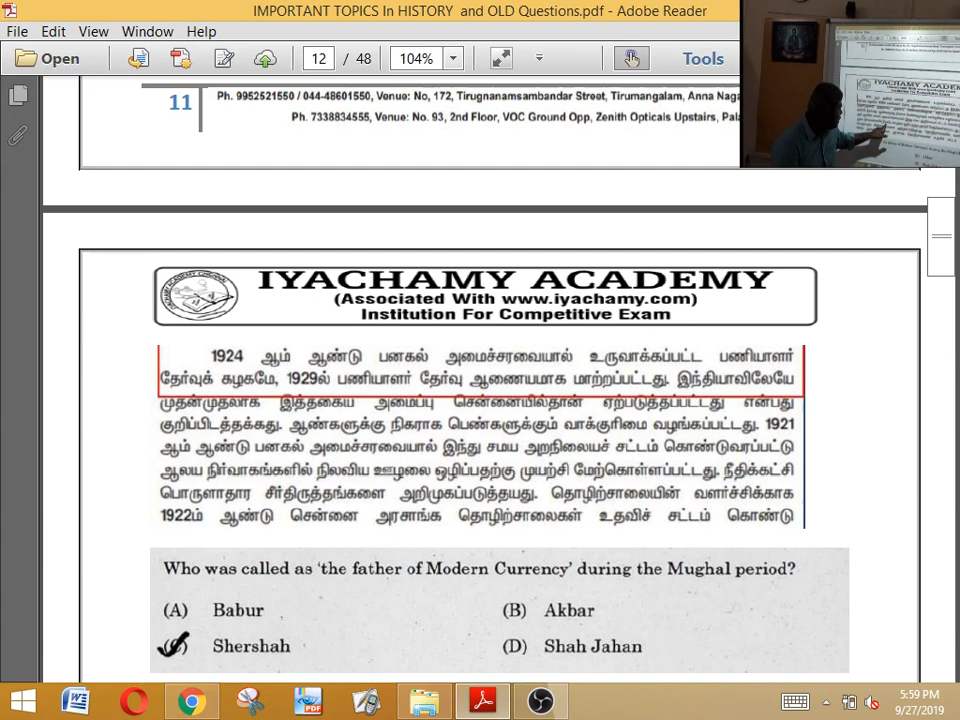 IMPORTANT TOPICS In HISTORY and OLD Questions.pdf - Adobe Reader
File Edit View Window Help
Open 12 / 48 104% Tools
11 Ph. 9952521550 / 044-48601550, Venue: No, 172, Tirugnanamsambandar Street, Tirumangalam, Anna Naga
Ph. 7338834555, Venue: No. 93, 2nd Floor, VOC Ground Opp, Zenith Opticals Upstairs, Pala
IYACHAMY ACADEMY
(Associated With www.iyachamy.com)
Institution For Competitive Exam
1924 ஆம் ஆண்டு பனகல் அமைச்சரவையால் உருவாக்கப்பட்ட பணியாளர்
தேர்வுக் கழகமே, 1929ல் பணியாளர் தேர்வு ஆணையமாக மாற்றப்பட்டது. இந்தியாவிலேயே
முதன்முதலாக இத்தகைய அமைப்பு சென்னையில்தான் ஏற்படுத்தப்பட்டது என்பது
குறிப்பிடத்தக்கது. ஆண்களுக்கு நிகராக பெண்களுக்கும் வாக்குரிமை வழங்கப்பட்டது. 1921
ஆம் ஆண்டு பனகல் அமைச்சரவையால் இந்து சமய அறநிலையச் சட்டம் கொண்டுவரப்பட்டு
ஆலய நிர்வாகங்களில் நிலவிய ஊழலை ஒழிப்பதற்கு முயற்சி மேற்கொள்ளப்பட்டது. நீதிக்கட்சி
பொருளாதார சீர்திருத்தங்களை அறிமுகப்படுத்தயது. தொழிற்சாலையின் வளர்ச்சிக்காக
1922ம் ஆண்டு சென்னை அரசாங்க தொழிற்சாலைகள் உதவிச் சட்டம் கொண்டு
Who was called as 'the father of Modern Currency' during the Mughal period?
(A) Babur (B) Akbar
(C) Shershah (D) Shah Jahan
5:59 PM
9/27/2019